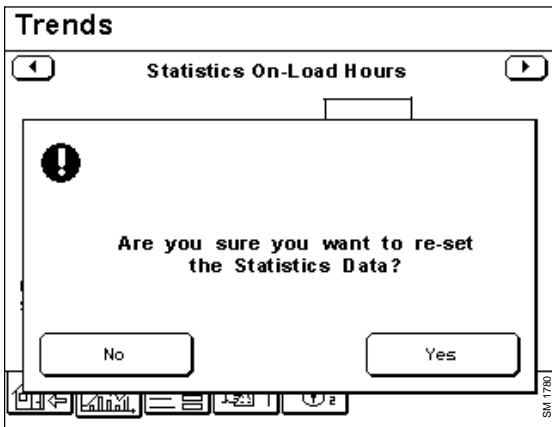 Trends
Statistics On-Load Hours
Are you sure you want to re-set
the Statistics Data?
No
Yes
SM 1780